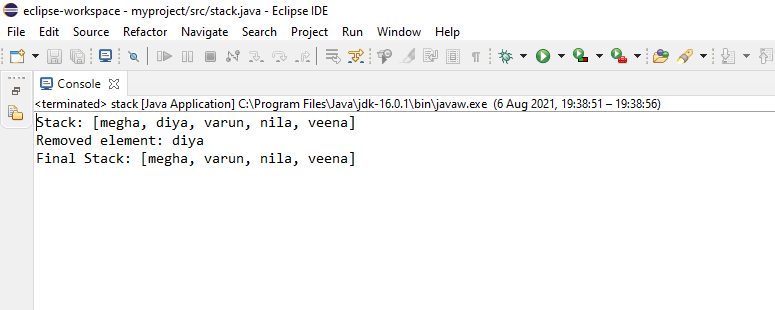 eclipse-workspace - myproject/src/stack.java - Eclipse IDE
File Edit Source Refactor Navigate Search Project Run Window Help
Console
<terminated> stack [Java Application] C:\Program Files\Java\jdk-16.0.1\bin\javaw.exe (6 Aug 2021, 19:38:51 – 19:38:56)
Stack: [megha, diya, varun, nila, veena]
Removed element: diya
Final Stack: [megha, varun, nila, veena]